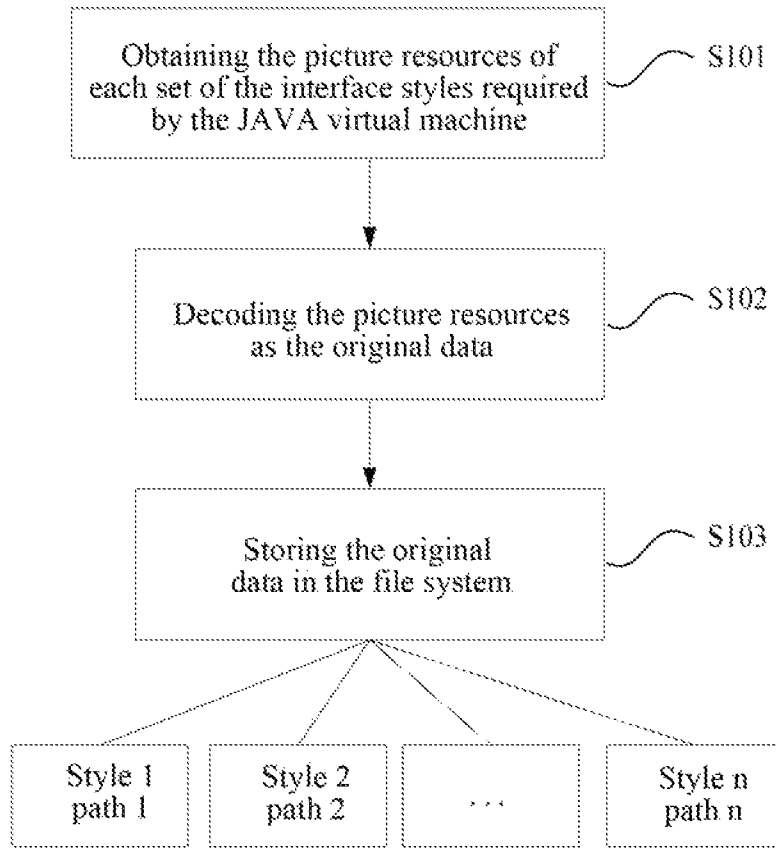 Obtaining the picture resources of
each set of the interface styles required
by the JAVA virtual machine
S101
Decoding the picture resources
as the original data
S102
Storing the original
data in the file system
S103
Style 1
path 1
Style 2
path 2
...
Style n
path n